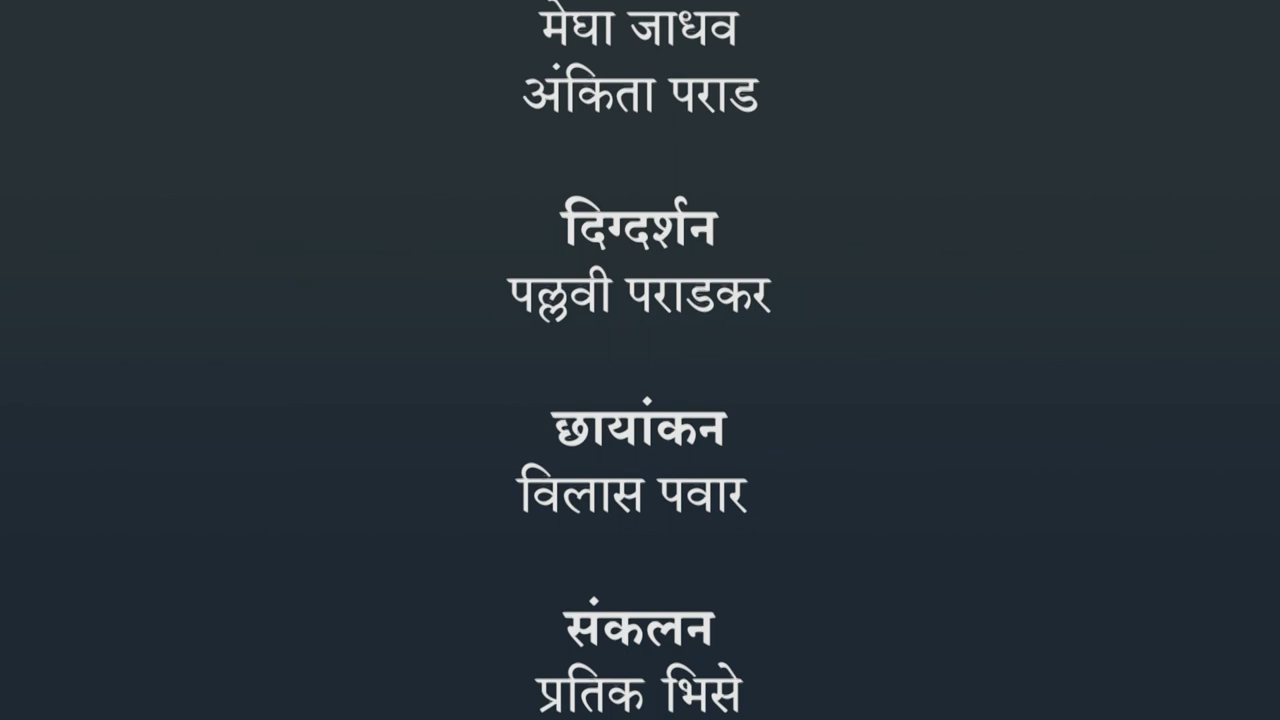 मेघा जाधव
अंकिता पराड
दिग्दर्शन
पल्लवी पराडकर
छायांकन
विलास पवार
संकलन
प्रतिक भिसे